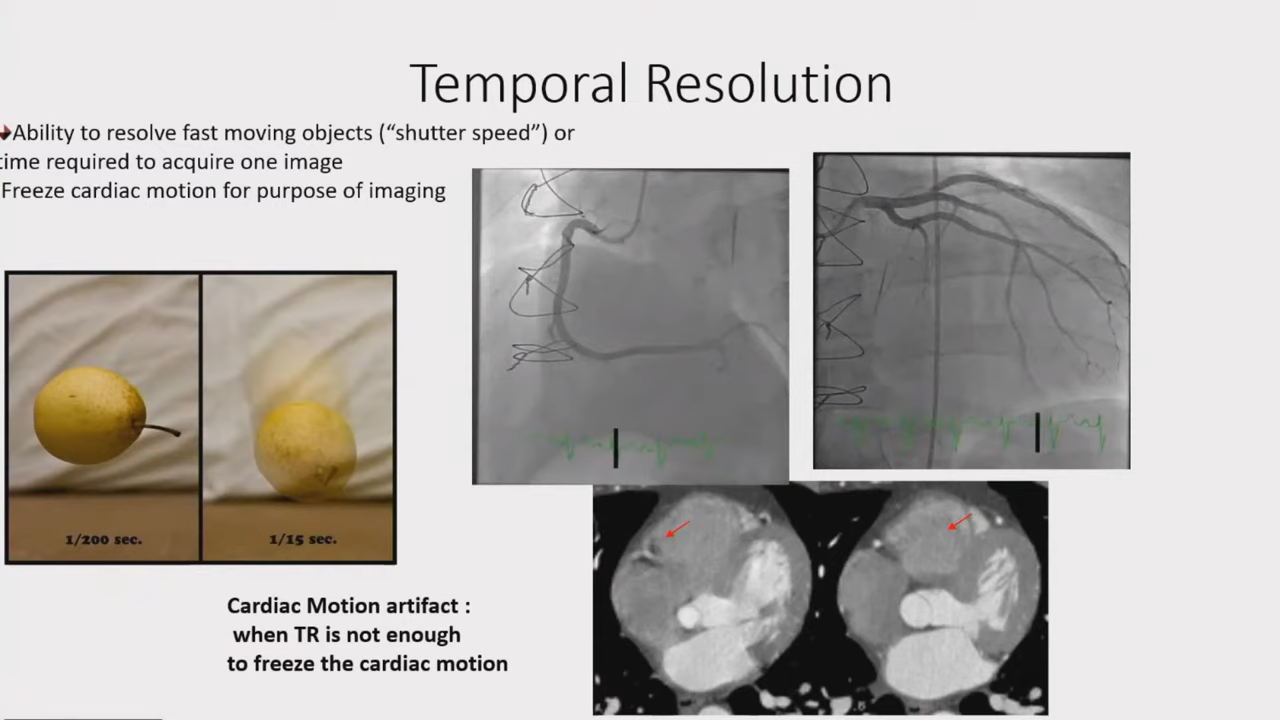 Temporal Resolution
Ability to resolve fast moving objects (“shutter speed”) or
time required to acquire one image
Freeze cardiac motion for purpose of imaging
1/200 sec.
1/15 sec.
Cardiac Motion artifact :
when TR is not enough
to freeze the cardiac motion